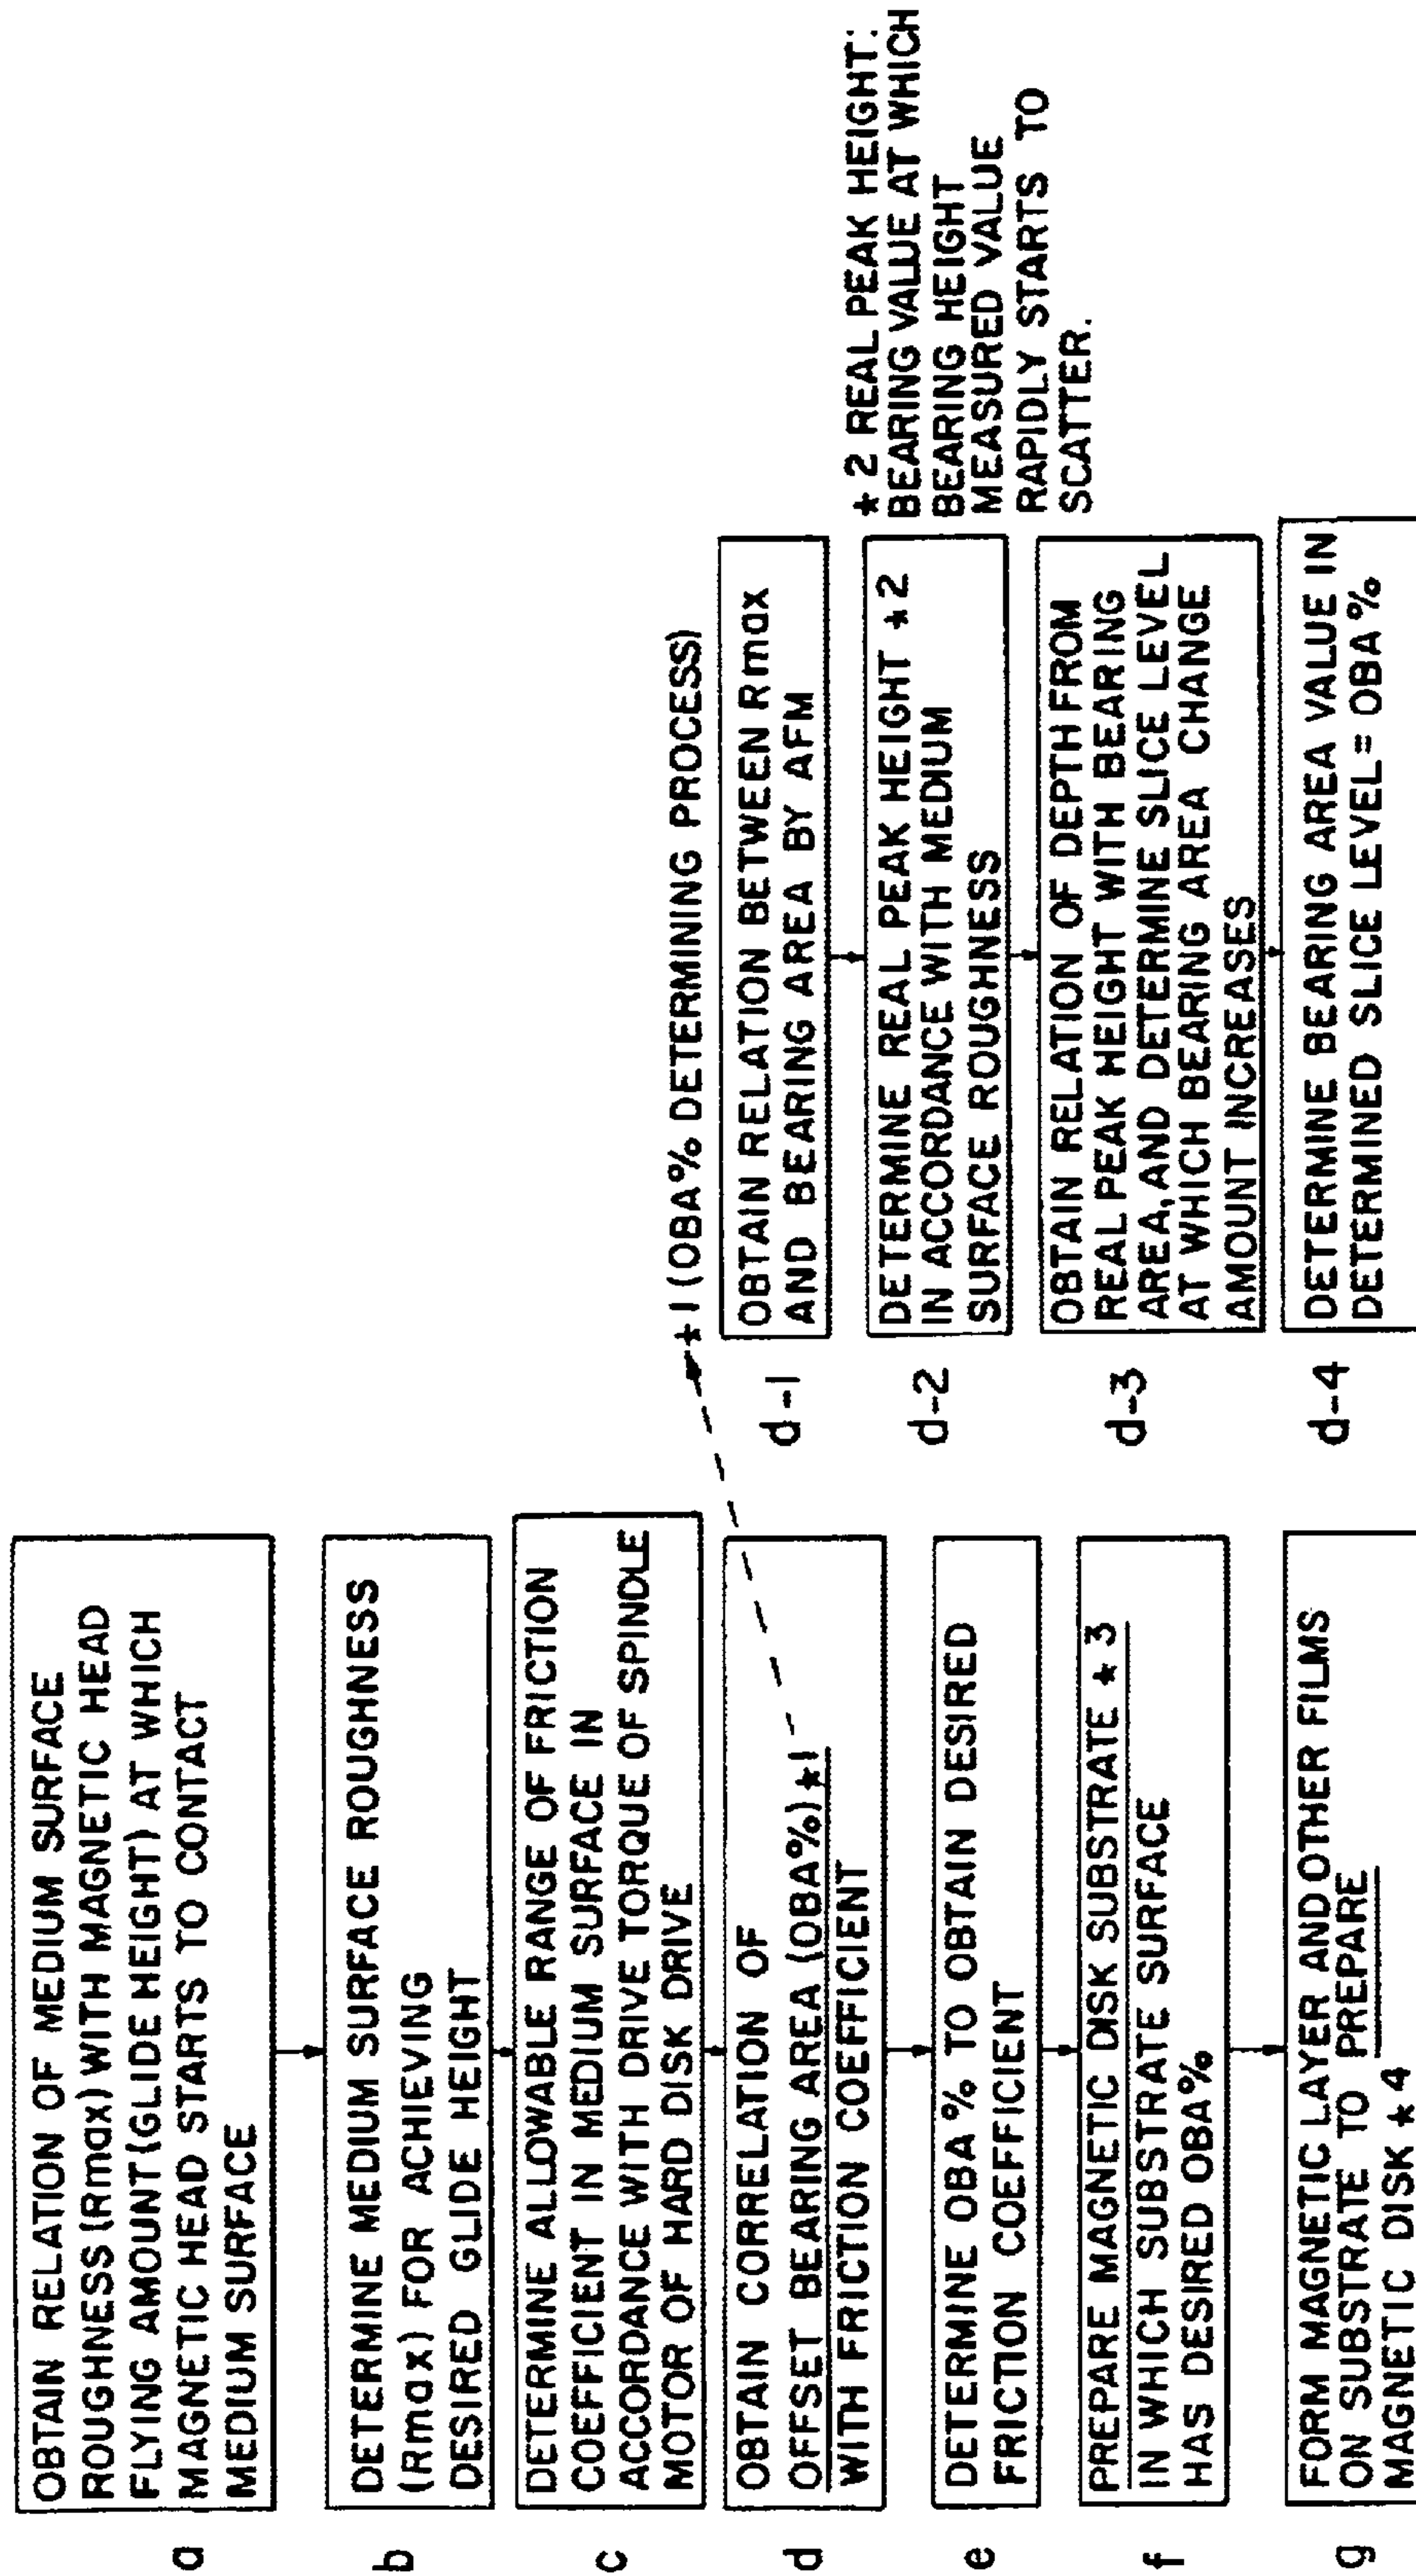 a
OBTAIN RELATION OF MEDIUM SURFACE
ROUGHNESS (Rmax) WITH MAGNETIC HEAD
FLYING AMOUNT (GLIDE HEIGHT) AT WHICH
MAGNETIC HEAD STARTS TO CONTACT
MEDIUM SURFACE
b
DETERMINE MEDIUM SURFACE ROUGHNESS
(Rmax) FOR ACHIEVING
DESIRED GLIDE HEIGHT
c
DETERMINE ALLOWABLE RANGE OF FRICTION
COEFFICIENT IN MEDIUM SURFACE IN
ACCORDANCE WITH DRIVE TORQUE OF SPINDLE
MOTOR OF HARD DISK DRIVE
d
OBTAIN CORRELATION OF
OFFSET BEARING AREA (OBA%) *1
WITH FRICTION COEFFICIENT
e
DETERMINE OBA % TO OBTAIN DESIRED
FRICTION COEFFICIENT
f
PREPARE MAGNETIC DISK SUBSTRATE *3
IN WHICH SUBSTRATE SURFACE
HAS DESIRED OBA%
g
FORM MAGNETIC LAYER AND OTHER FILMS
ON SUBSTRATE TO PREPARE
MAGNETIC DISK *4
*1 (OBA% DETERMINING PROCESS)
d-1
OBTAIN RELATION BETWEEN Rmax
AND BEARING AREA BY AFM
d-2
DETERMINE REAL PEAK HEIGHT *2
IN ACCORDANCE WITH MEDIUM
SURFACE ROUGHNESS
d-3
OBTAIN RELATION OF DEPTH FROM
REAL PEAK HEIGHT WITH BEARING
AREA, AND DETERMINE SLICE LEVEL
AT WHICH BEARING AREA CHANGE
AMOUNT INCREASES
d-4
DETERMINE BEARING AREA VALUE IN
DETERMINED SLICE LEVEL = OBA %
*2 REAL PEAK HEIGHT:
BEARING VALUE AT WHICH
BEARING HEIGHT
MEASURED VALUE
RAPIDLY STARTS TO
SCATTER.